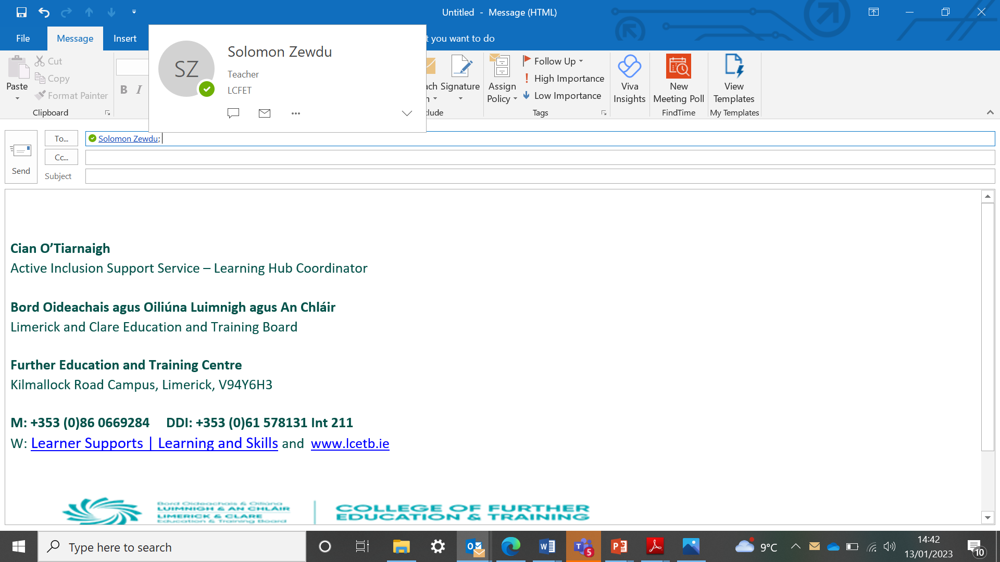 Untitled - Message (HTML)
File Message Insert t you want to do
Solomon Zewdu
SZ
Teacher
LCFET
Paste
Cut
Copy
Format Painter
Clipboard
B I
ach
Signature
clude
Assign
Policy
Follow Up
High Importance
Low Importance
Tags
Viva
Insights
New
Meeting Poll
FindTime
View
Templates
My Templates
Send
To...
Solomon Zewdu;
Cc...
Subject
Cian O’Tiarnaigh
Active Inclusion Support Service – Learning Hub Coordinator
Bord Oideachais agus Oiliúna Luimnigh agus An Chláir
Limerick and Clare Education and Training Board
Further Education and Training Centre
Kilmallock Road Campus, Limerick, V94Y6H3
M: +353 (0)86 0669284 DDI: +353 (0)61 578131 Int 211
W: Learner Supports | Learning and Skills and www.lcetb.ie
Bord Oideachais & Oiliúna
LUIMNIGH & AN CHLÁIR
LIMERICK & CLARE
Education & Training Board
COLLEGE OF FURTHER
EDUCATION & TRAINING
Type here to search
5
9°C
14:42
13/01/2023
10